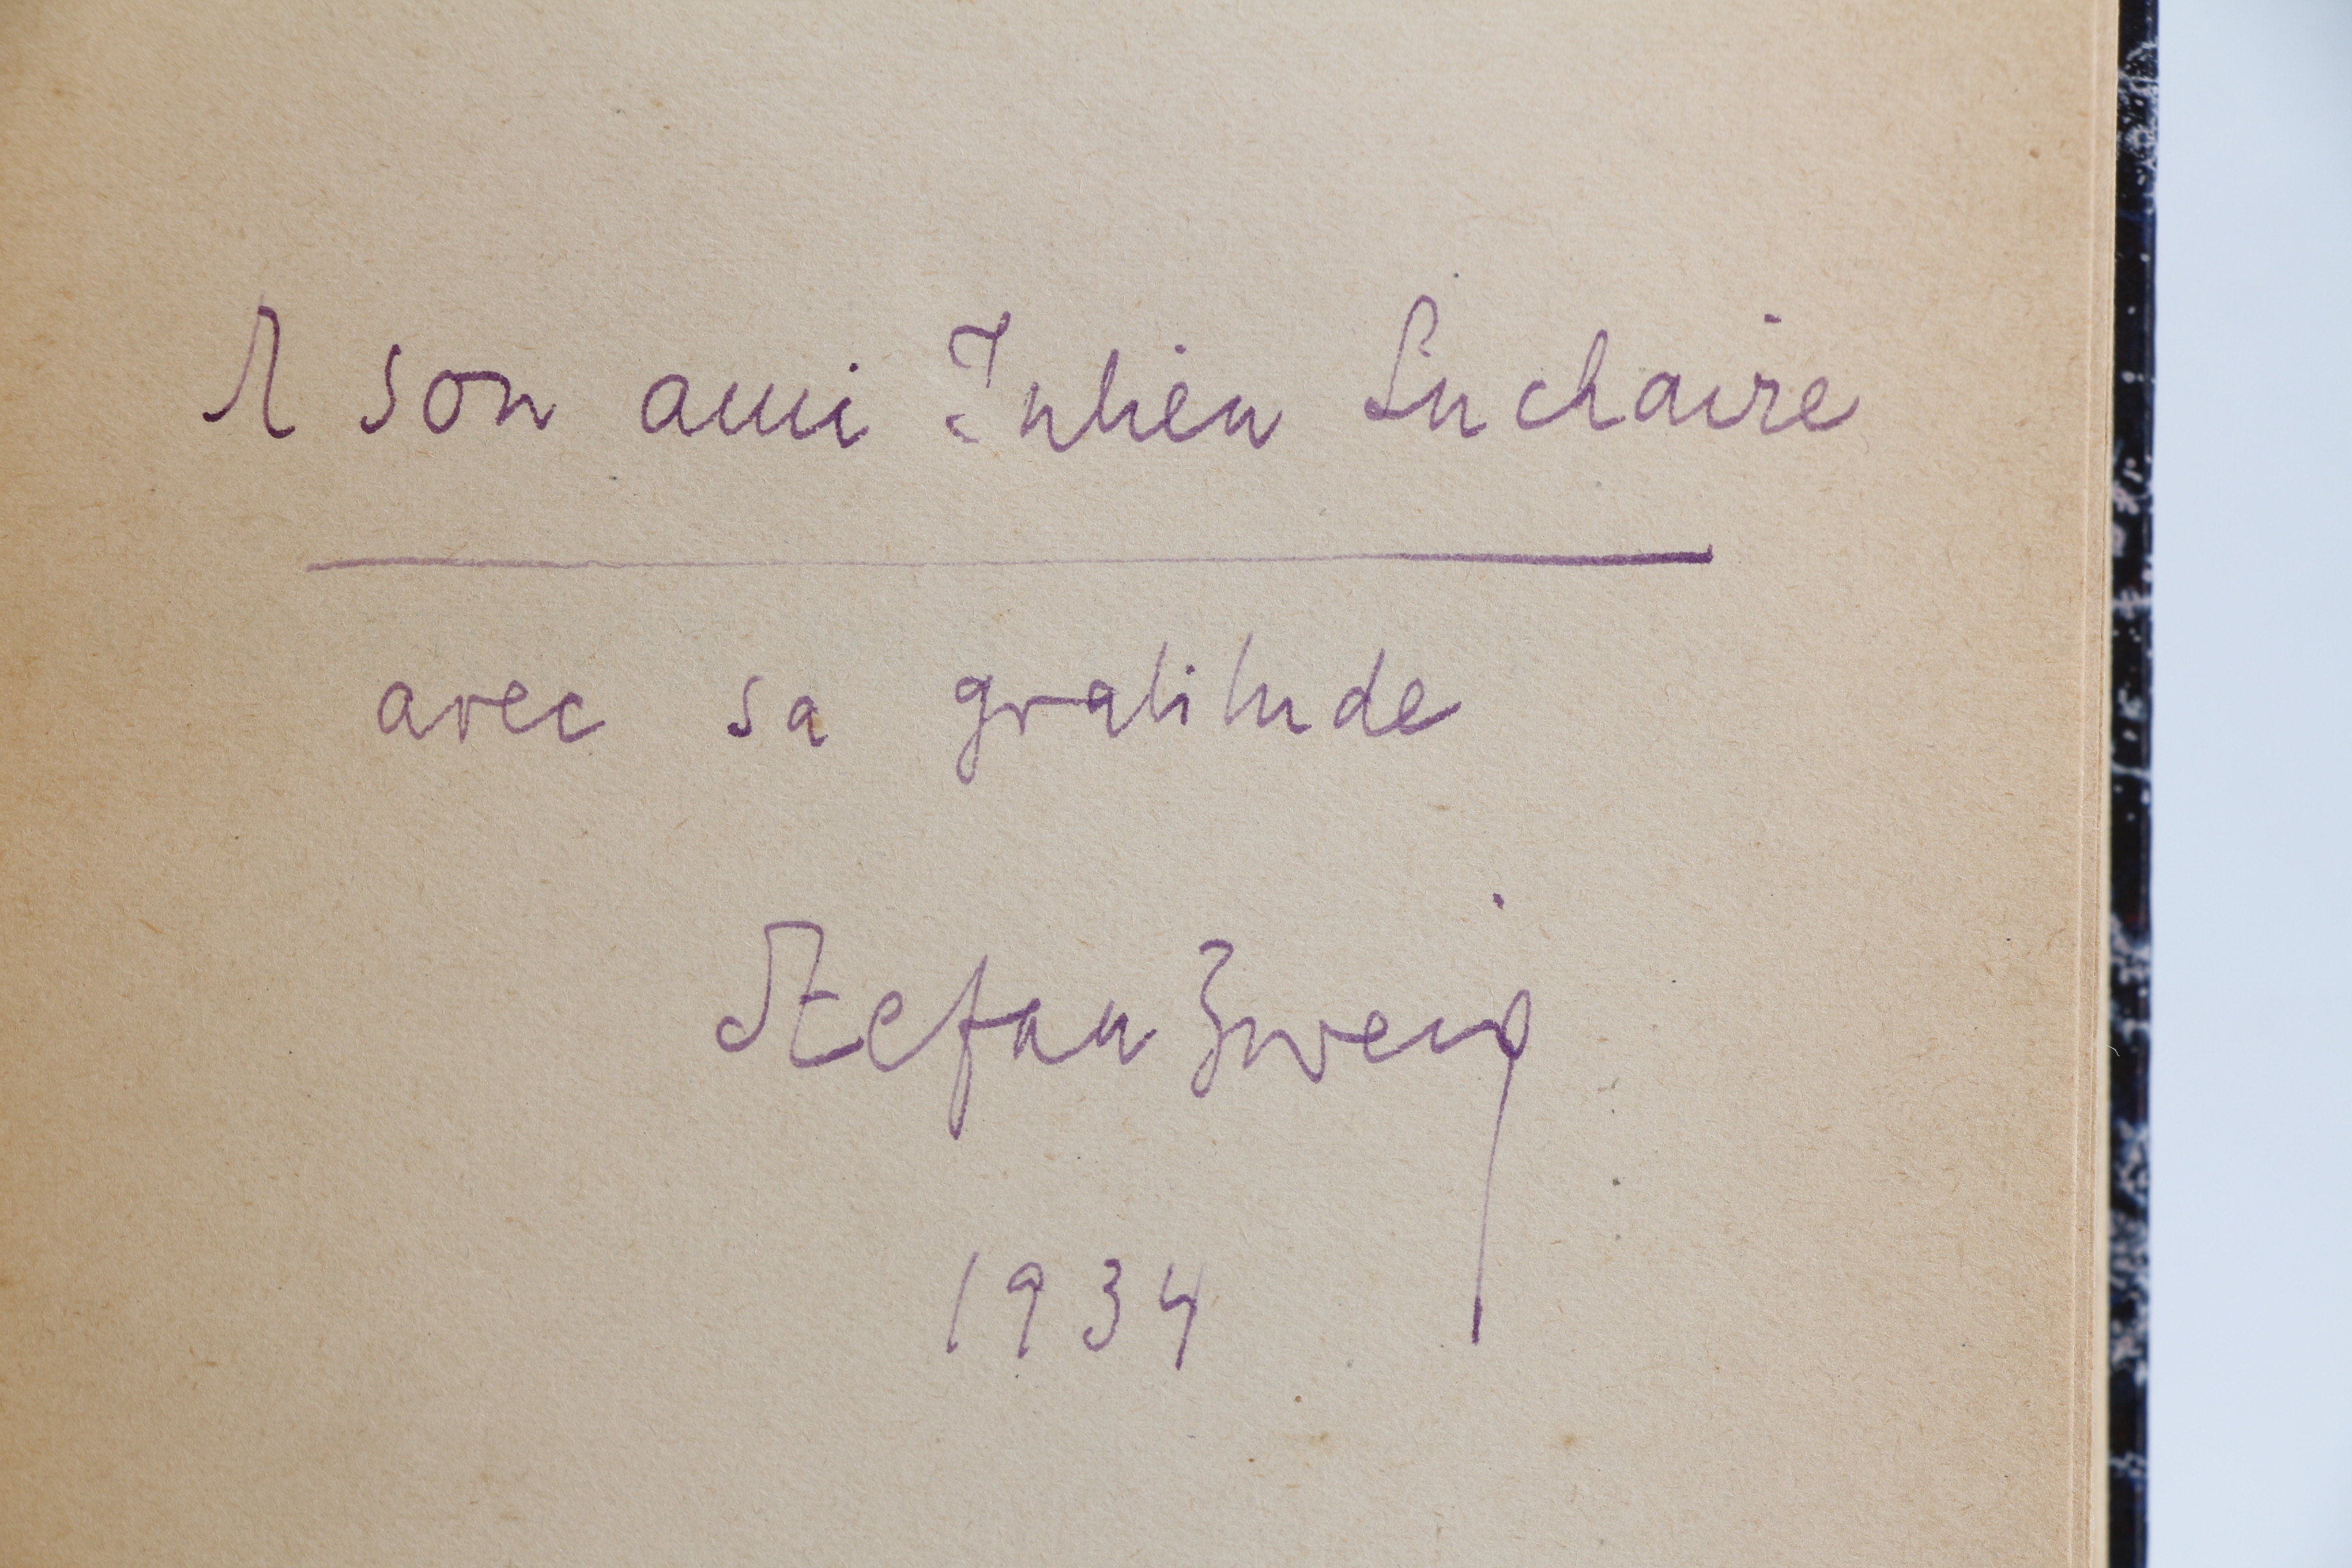 A son ami Julien Luchaire
avec sa gratitude
Stefan Zweig
1934